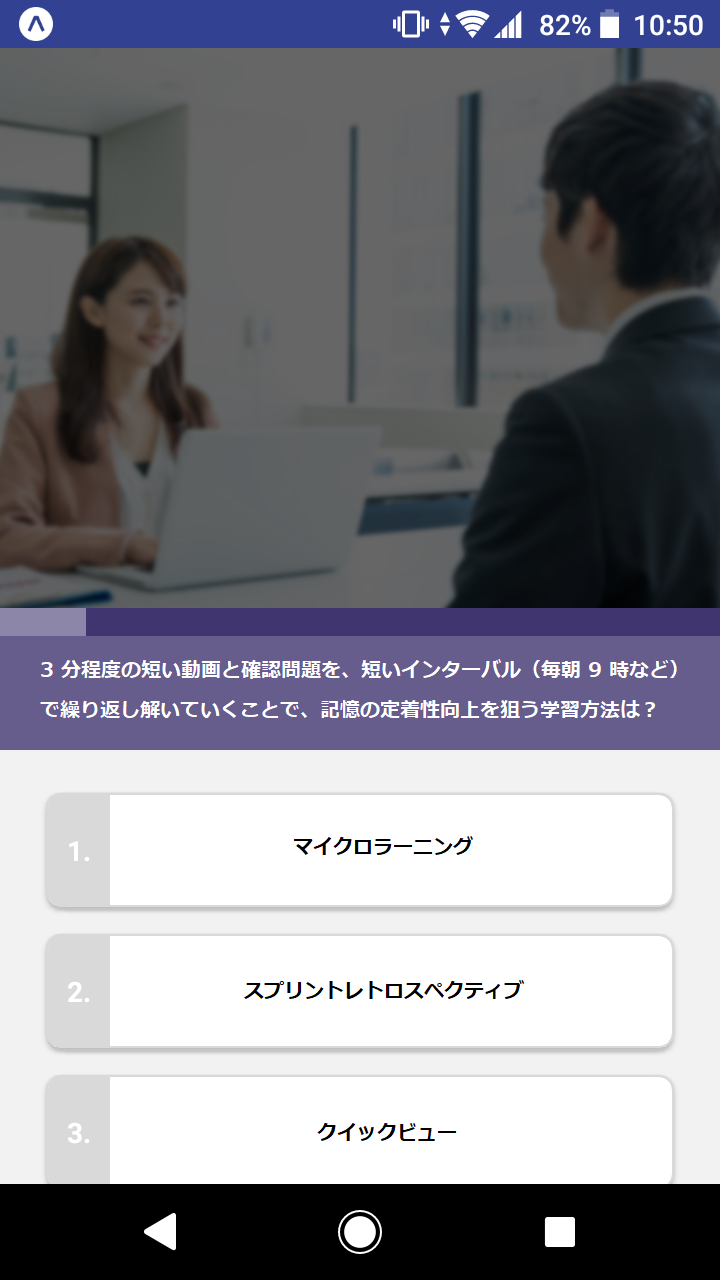 82% 10:50
3 分程度の短い動画と確認問題を、短いインターバル（毎朝 9 時など）
で繰り返し解いていくことで、記憶の定着性向上を狙う学習方法は？
1. マイクロラーニング
2. スプリントレトロスペクティブ
3. クイックビュー